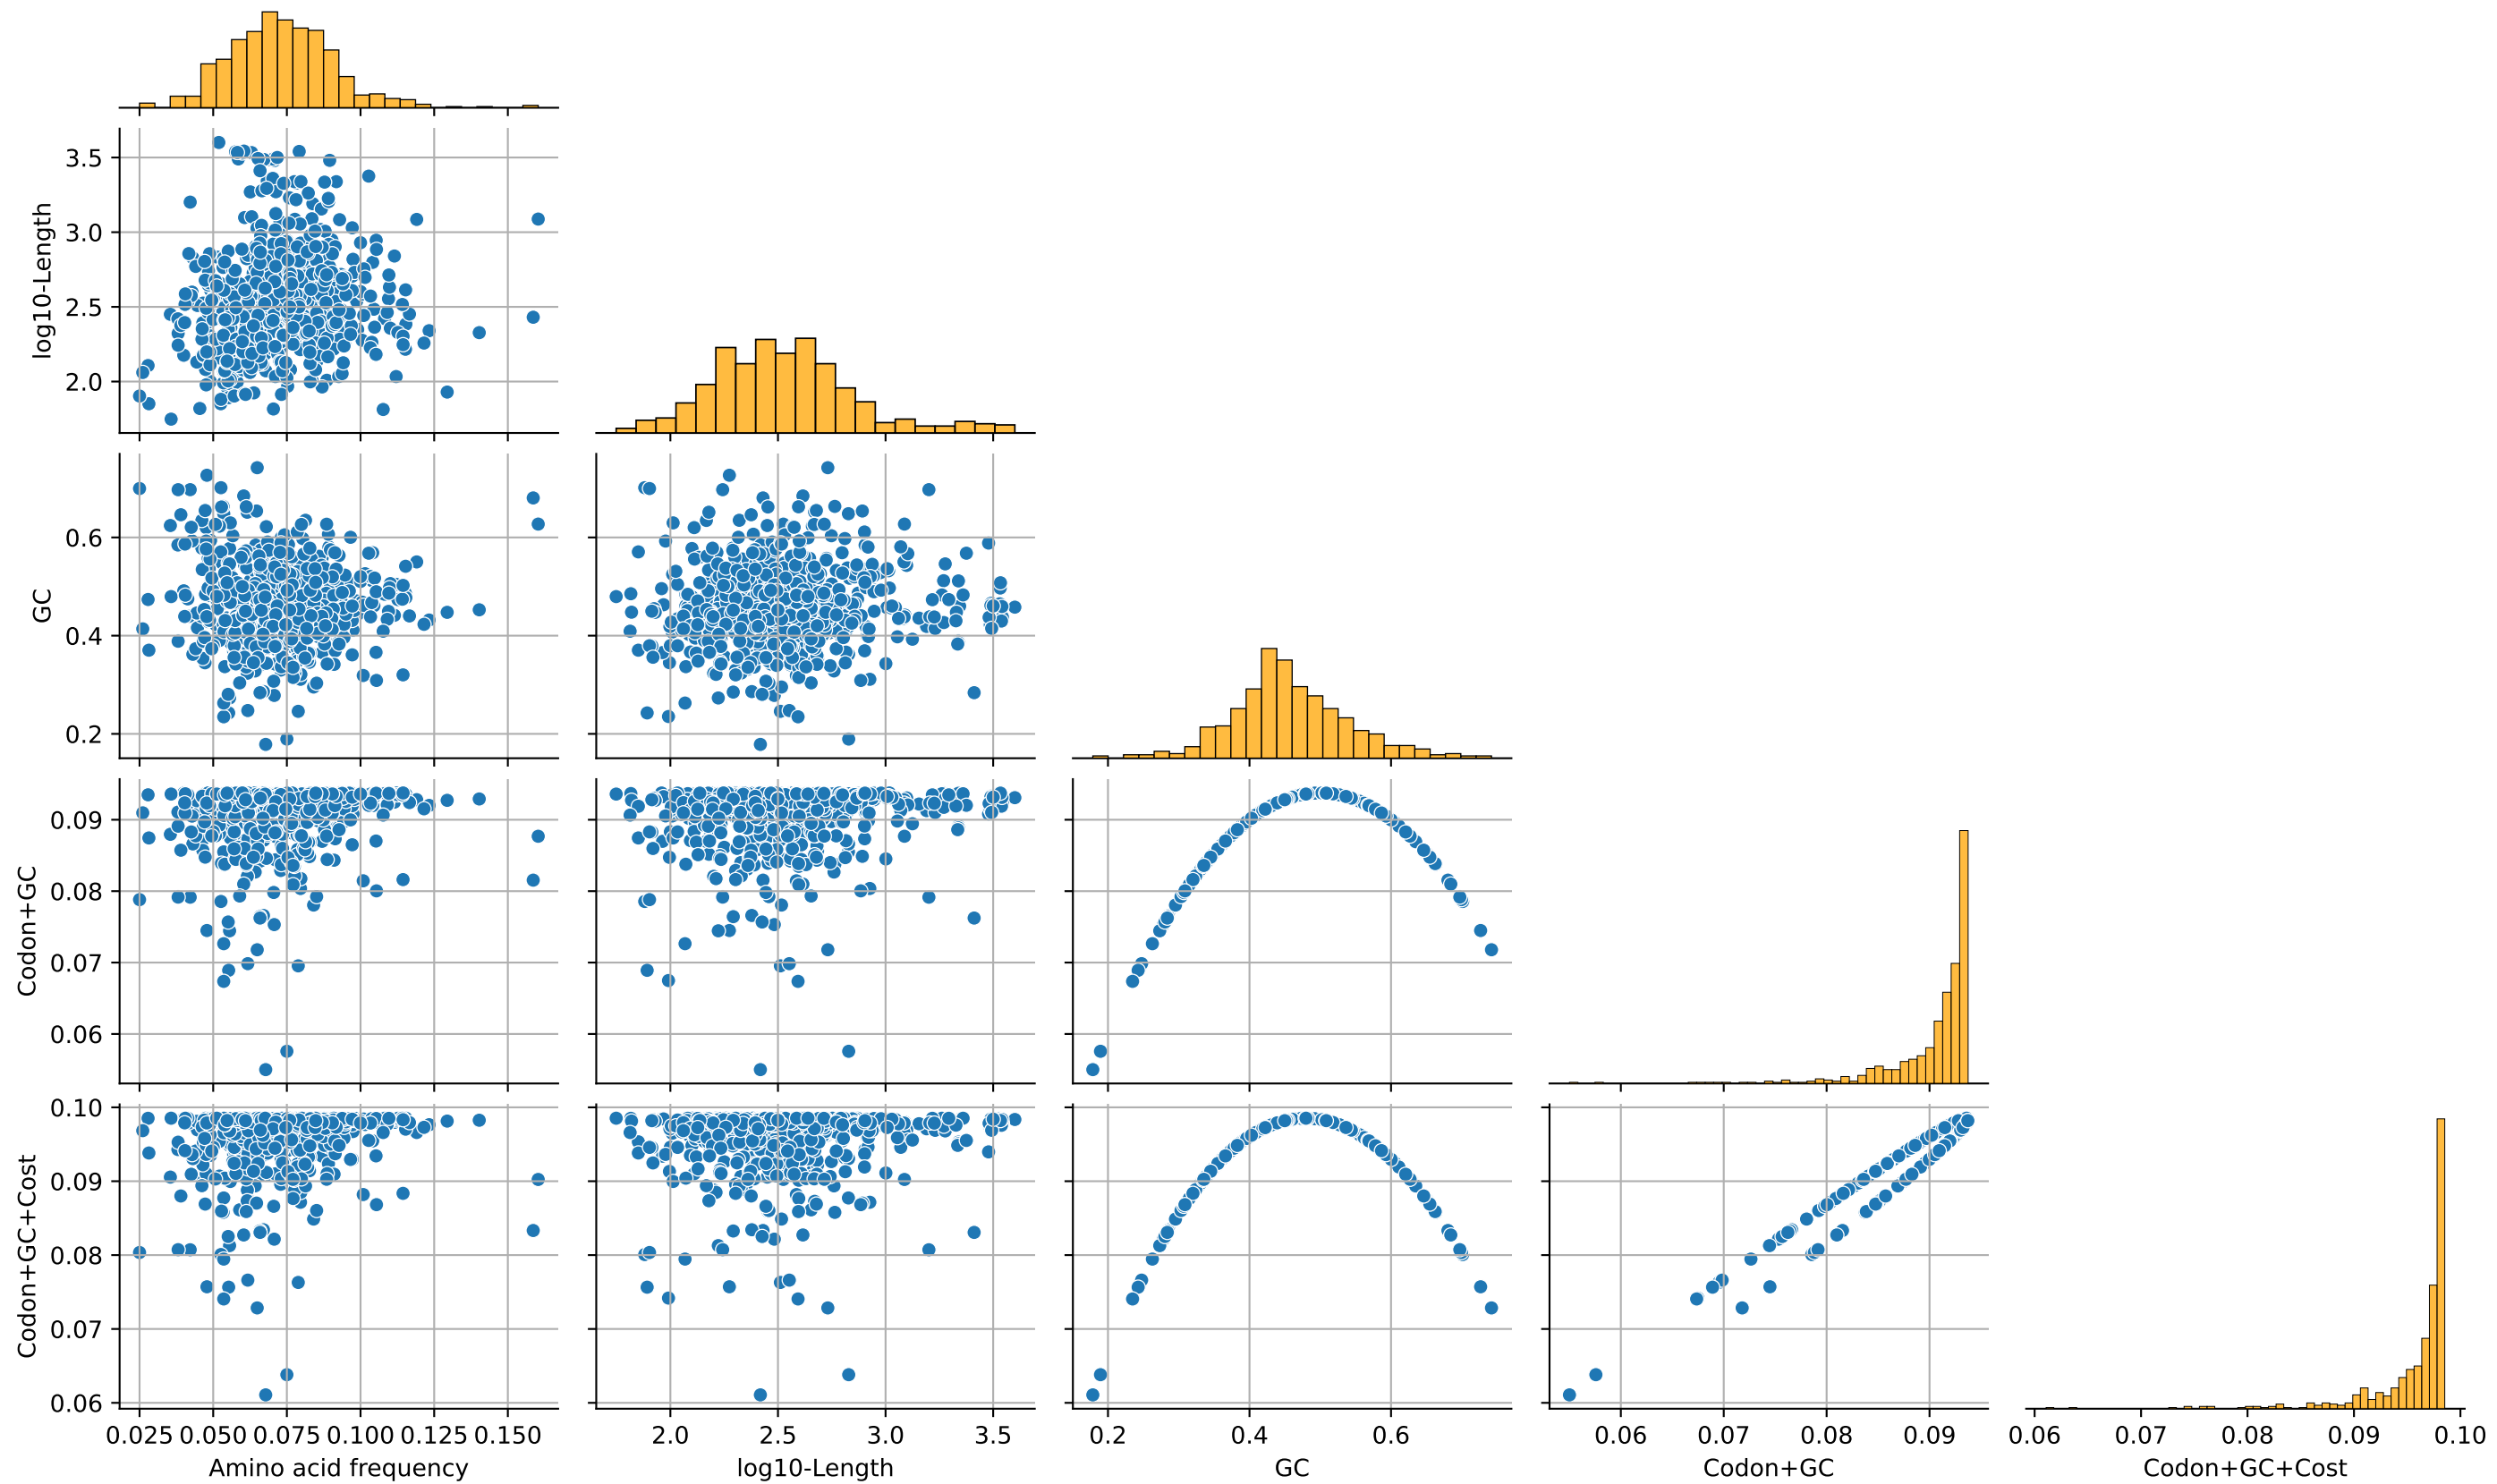 3.5
3.0
2.5
2.0
log10-Length
0.6
0.4
0.2
GC
0.09
0.08
0.07
0.06
Codon+GC
0.10
0.09
0.08
0.07
0.06
Codon+GC+Cost
0.025 0.050 0.075 0.100 0.125 0.150
Amino acid frequency
2.0 2.5 3.0 3.5
log10-Length
0.2 0.4 0.6
GC
0.06 0.07 0.08 0.09
Codon+GC
0.06 0.07 0.08 0.09 0.10
Codon+GC+Cost